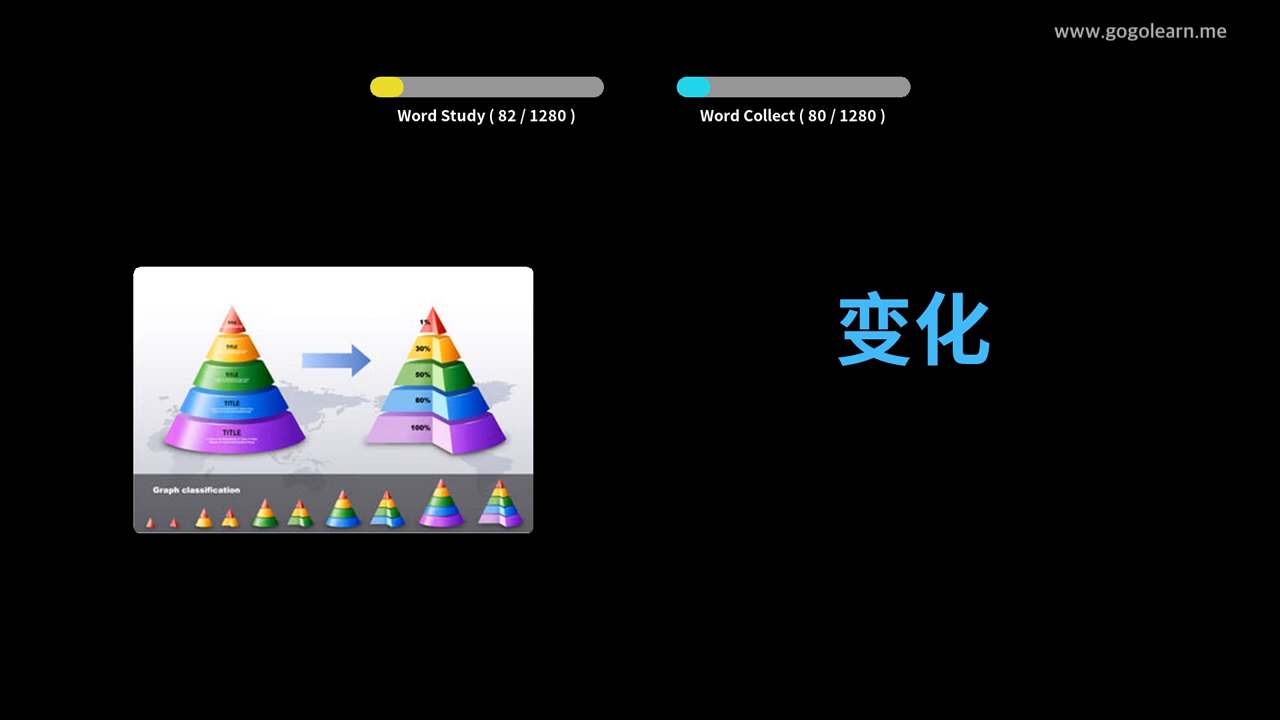 www.gogolearn.me
Word Study ( 82 / 1280 )
Word Collect ( 80 / 1280 )
变化
TITLE
TITLE
TITLE
TITLE
1%
30%
50%
80%
100%
Graph classification